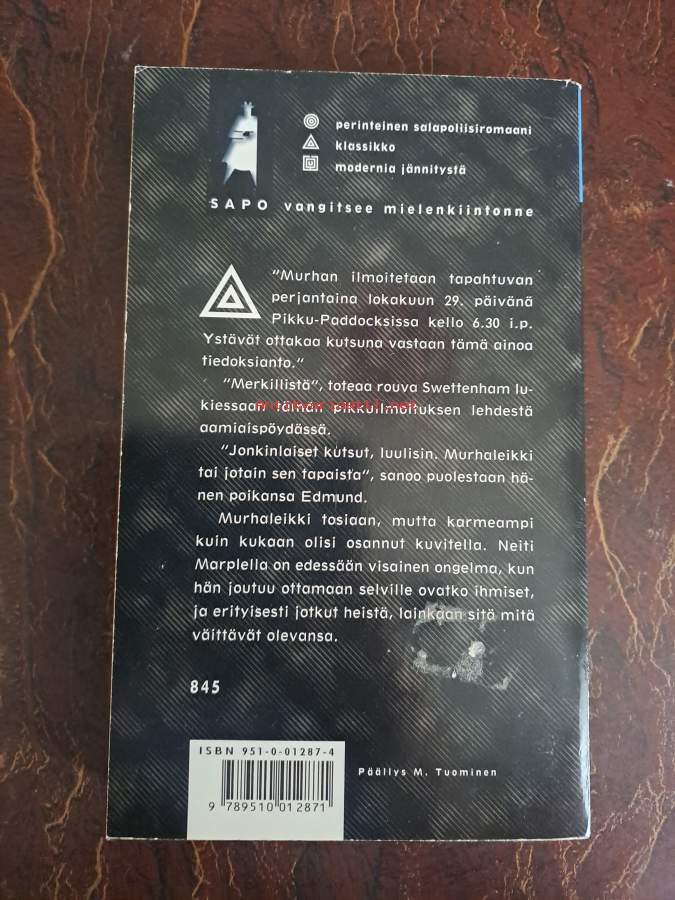 perinteinen salapoliisiromaani
klassikko
modernia jännitystä
SAPO vangitsee mielenkiintonne
"Murhan ilmoitetaan tapahtuvan
perjantaina lokakuun 29. päivänä
Pikku-Paddocksissa kello 6.30 i.p.
Ystävät ottakaa kutsuna vastaan tämä ainoa
tiedoksianto."
"Merkillistä", toteaa rouva Swettenham lu-
kiessaan tämän pikkuilmoituksen lehdestä
aamiaispöydässä.
"Jonkinlaiset kutsut, luulisin. Murhaleikki
tai jotain sen tapaista", sanoo puolestaan hä-
nen poikansa Edmund.
Murhaleikki tosiaan, mutta karmeampi
kuin kukaan olisi osannut kuvitella. Neiti
Marplella on edessään visainen ongelma, kun
hän joutuu ottamaan selville ovatko ihmiset,
ja erityisesti jotkut heistä, lainkaan sitä mitä
väittävät olevansa.
845
ISBN 951-0-01287-4
Päällys M. Tuominen
9 789510 012871